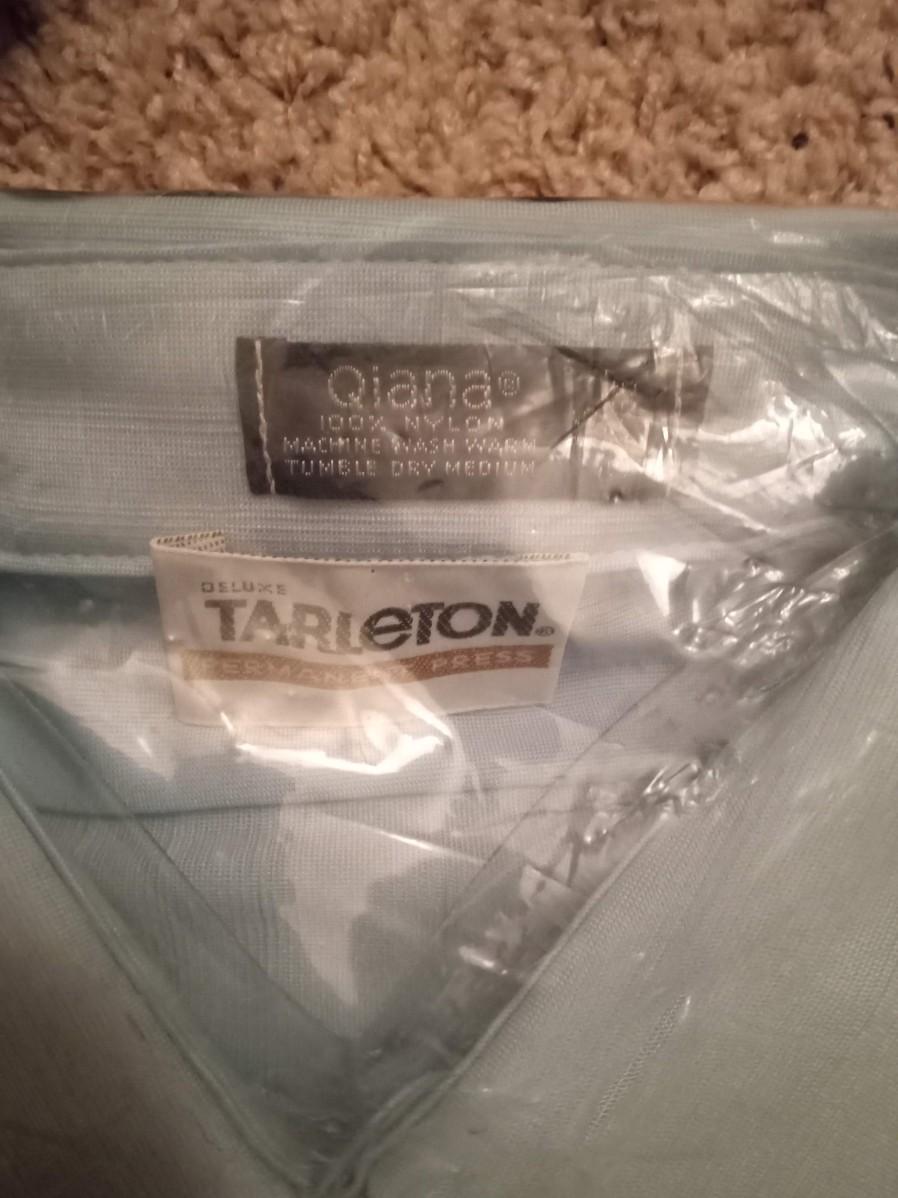 Qiana®
100% NYLON
MACHINE WASH WARM
TUMBLE DRY MEDIUM
DELUXE
TARLETON®
PERMANENT PRESS